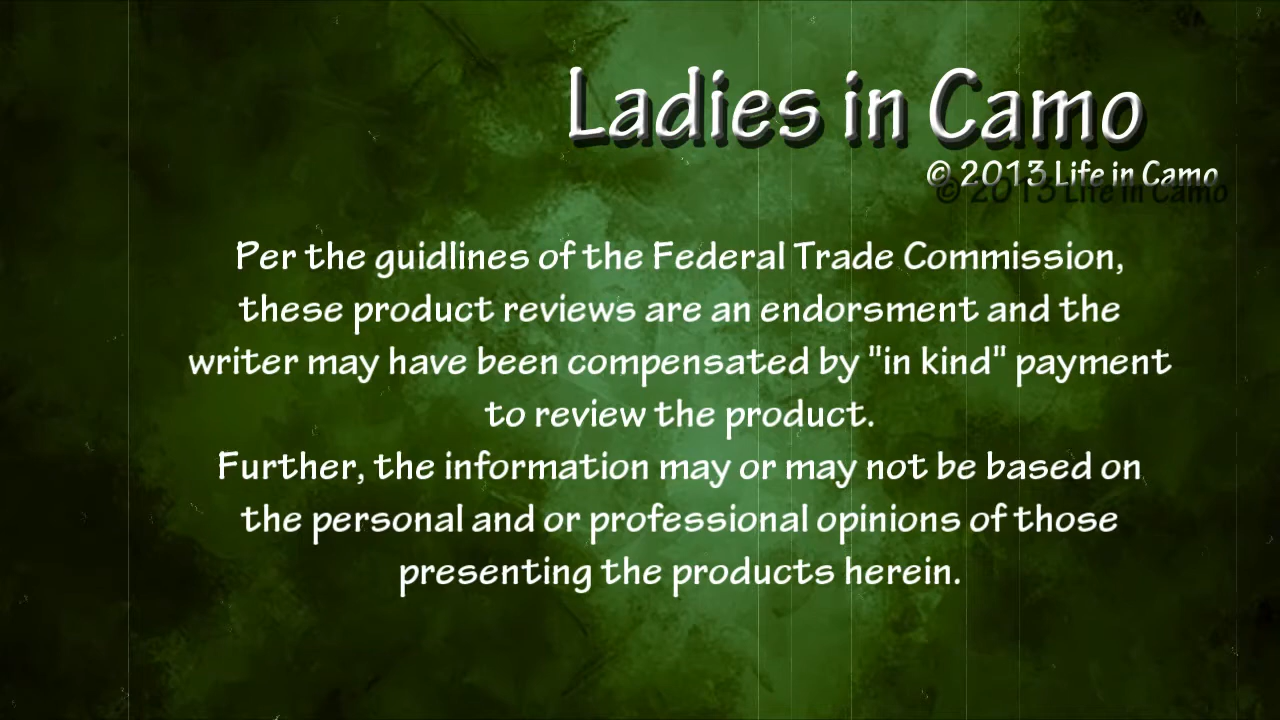 Ladies in Camo
© 2013 Life in Camo
Per the guidlines of the Federal Trade Commission,
these product reviews are an endorsment and the
writer may have been compensated by "in kind" payment
to review the product.
Further, the information may or may not be based on
the personal and or professional opinions of those
presenting the products herein.